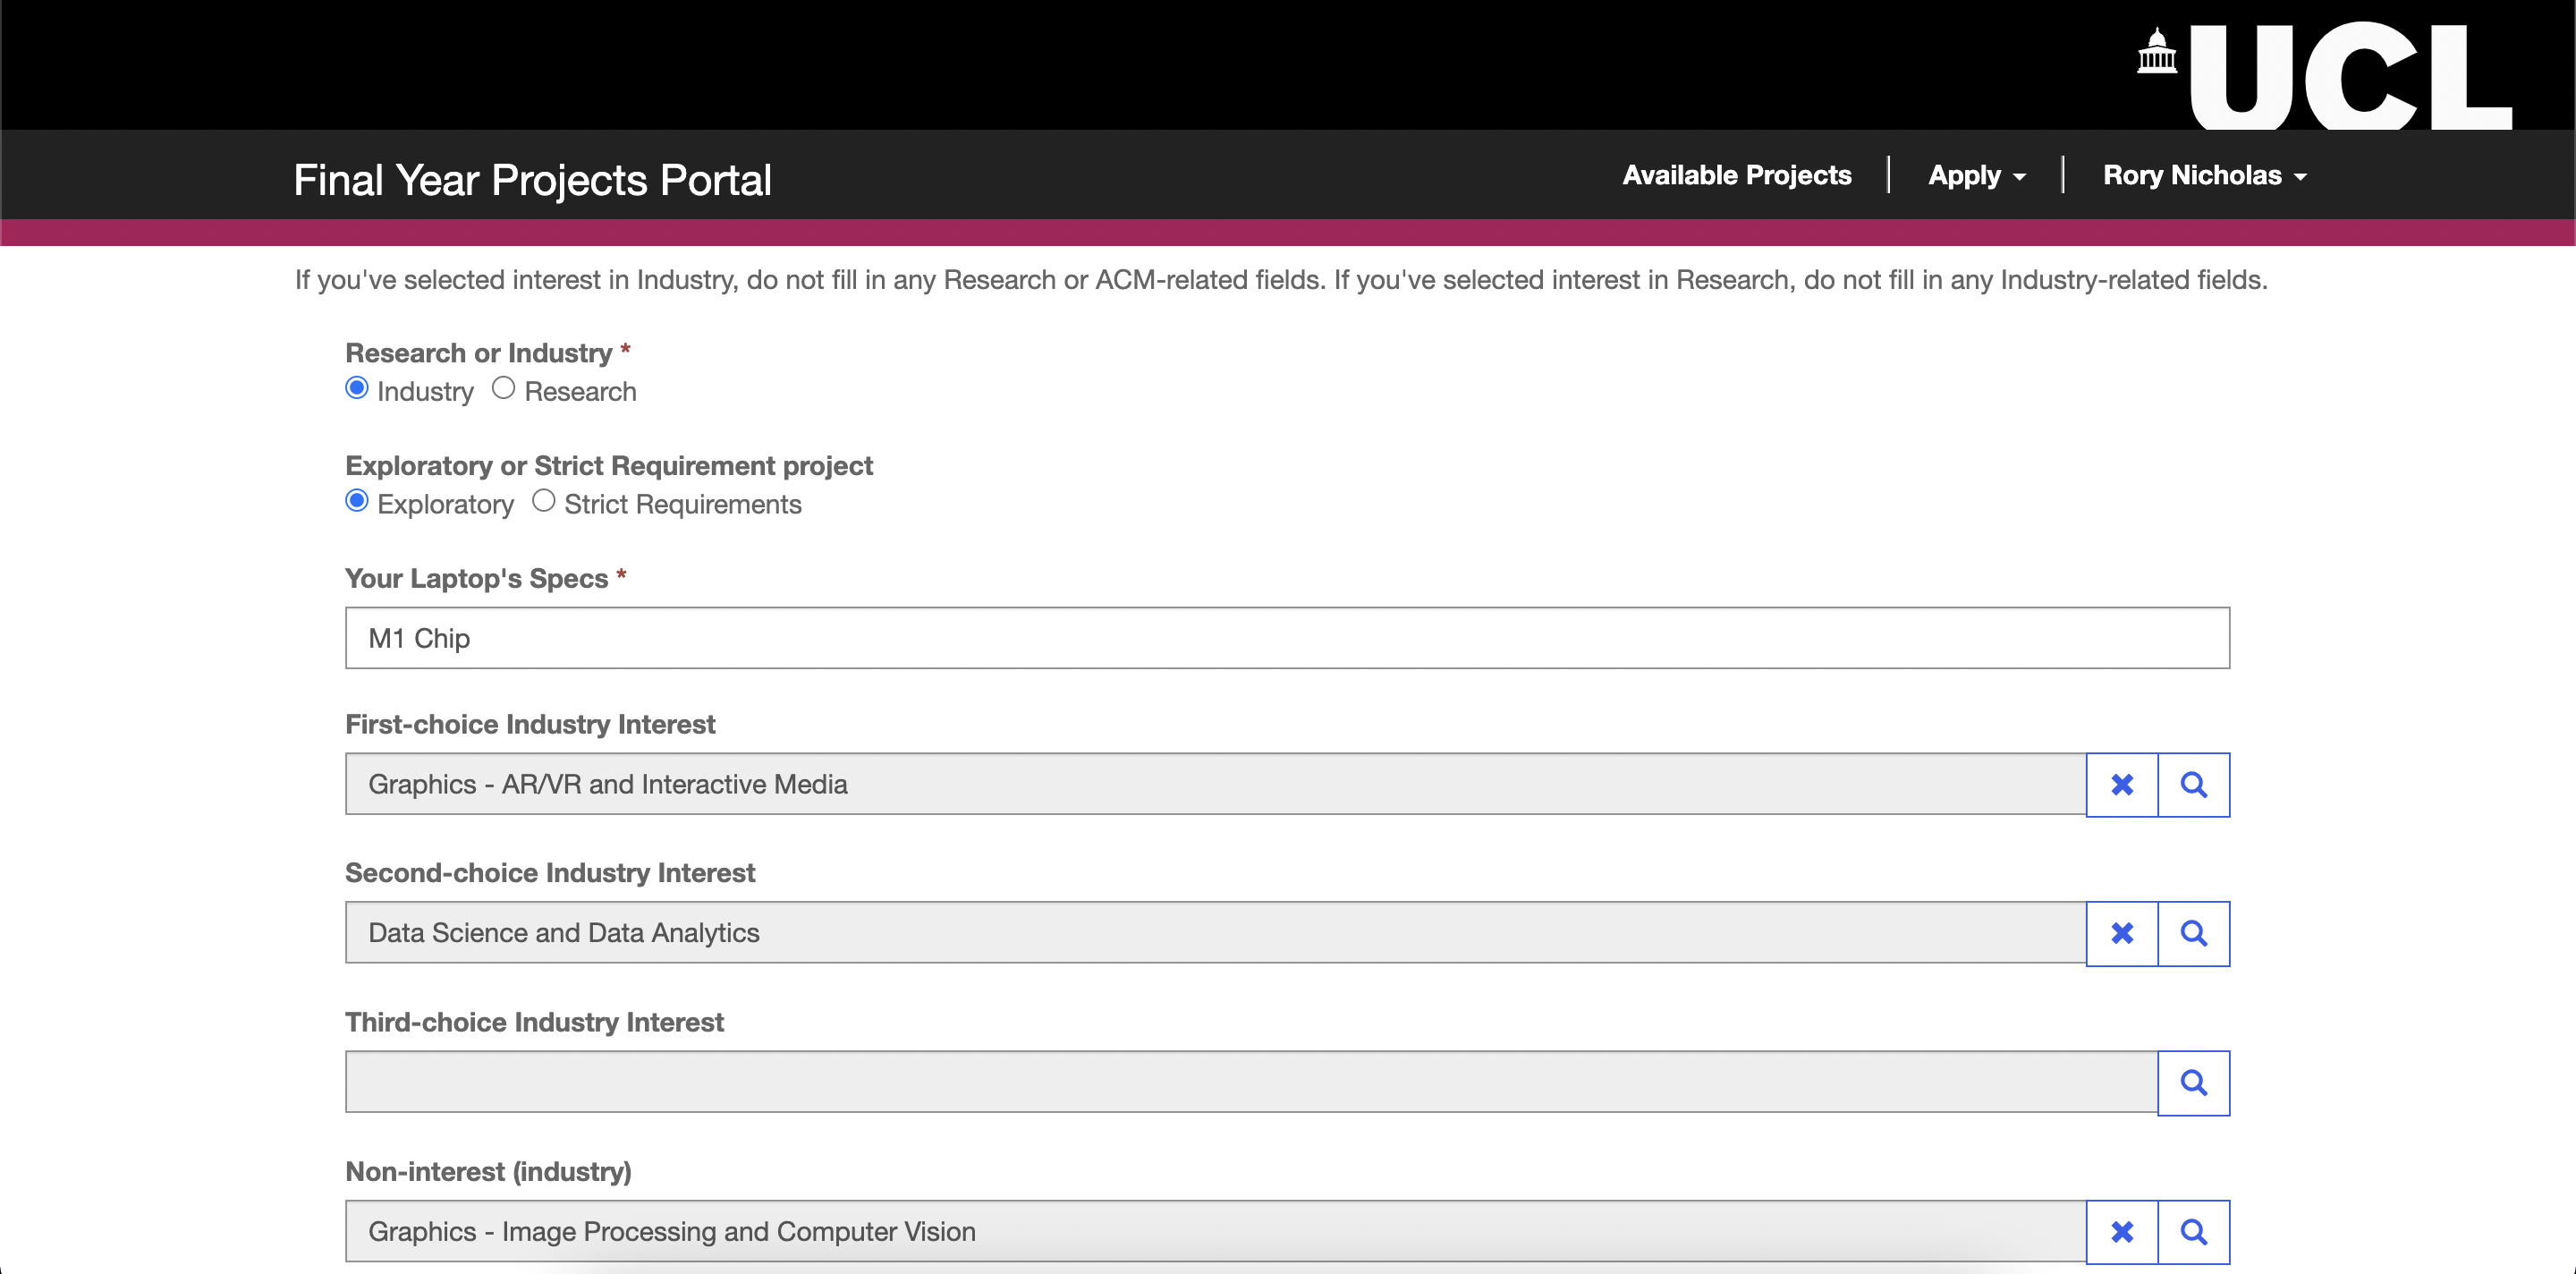 UCL
Final Year Projects Portal
Available Projects
Apply
Rory Nicholas
If you've selected interest in Industry, do not fill in any Research or ACM-related fields. If you've selected interest in Research, do not fill in any Industry-related fields.
Research or Industry *
Industry Research
Exploratory or Strict Requirement project
Exploratory Strict Requirements
Your Laptop's Specs *
M1 Chip
First-choice Industry Interest
Graphics - AR/VR and Interactive Media
Second-choice Industry Interest
Data Science and Data Analytics
Third-choice Industry Interest
Non-interest (industry)
Graphics - Image Processing and Computer Vision